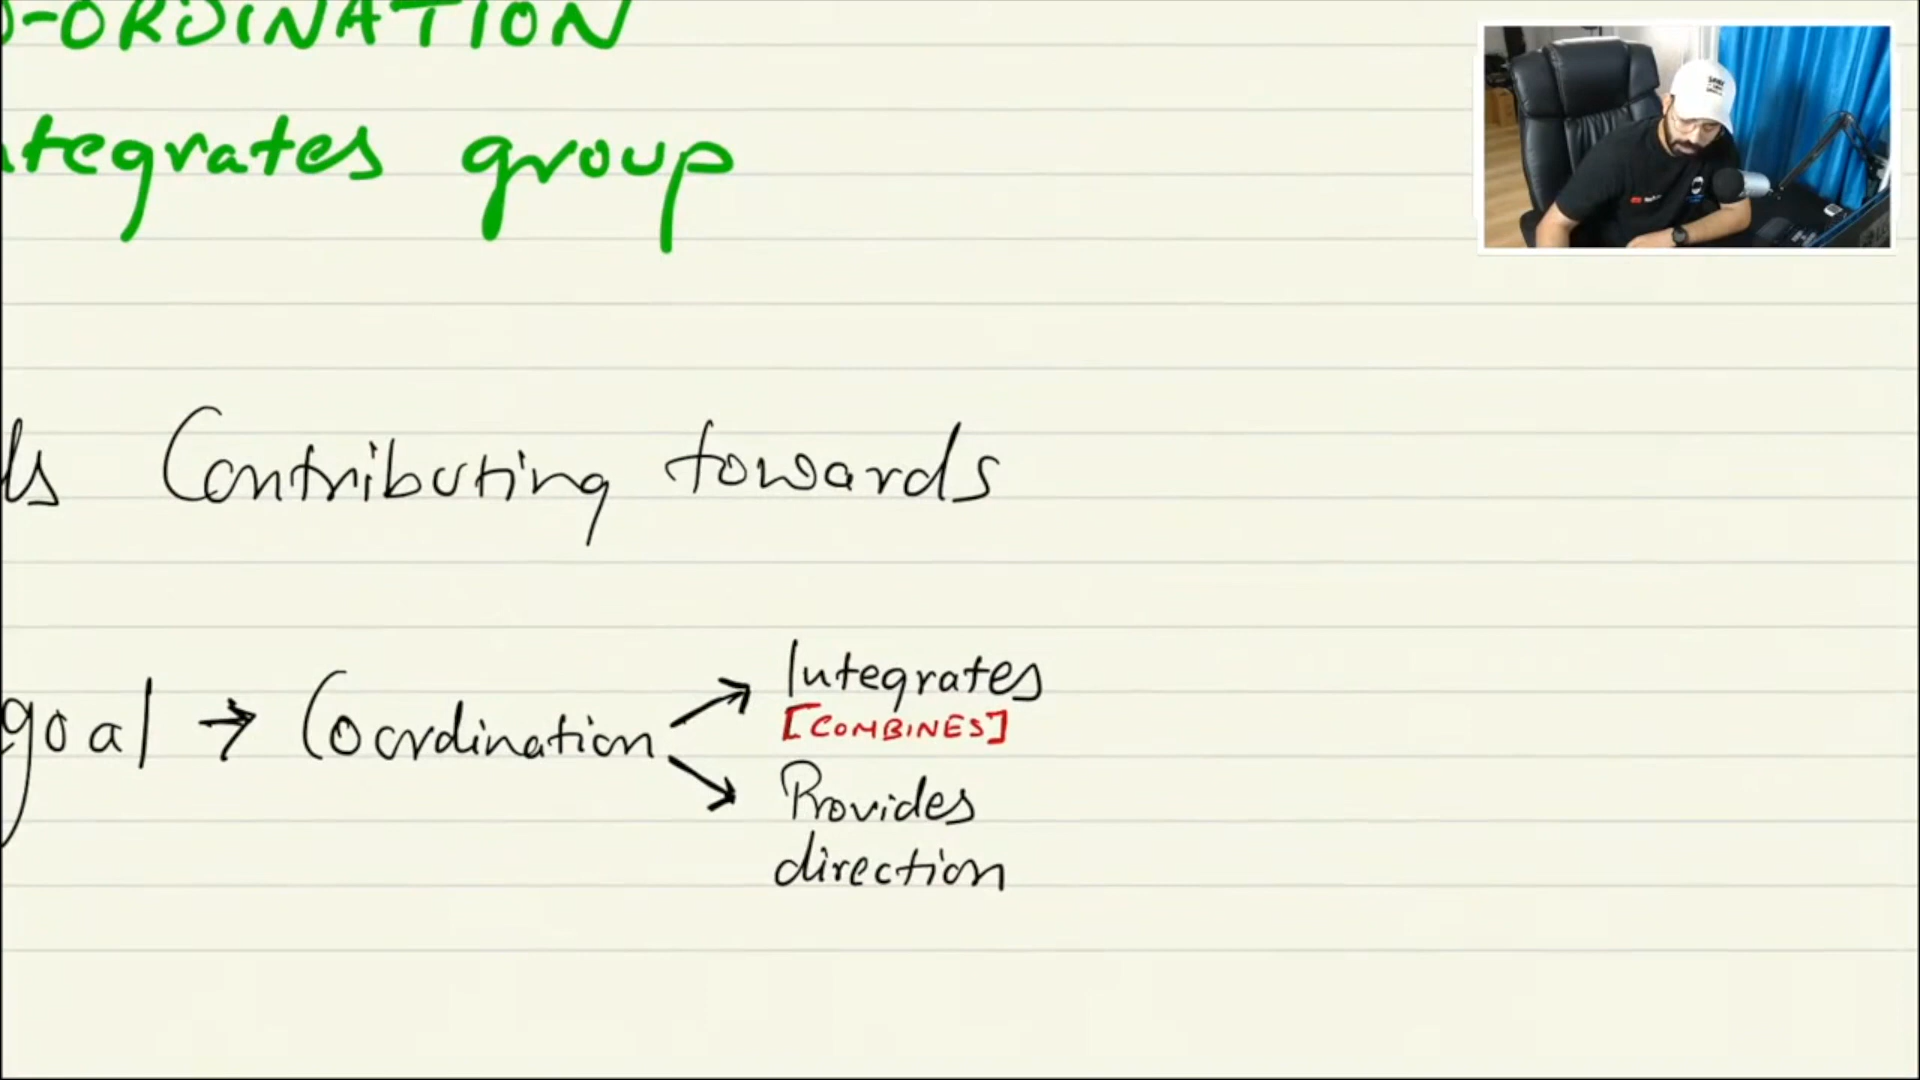 -ORDINATION
tegrates group
Contributing towards
goal → Coordination
Integrates
[COMBINES]
Provides
direction